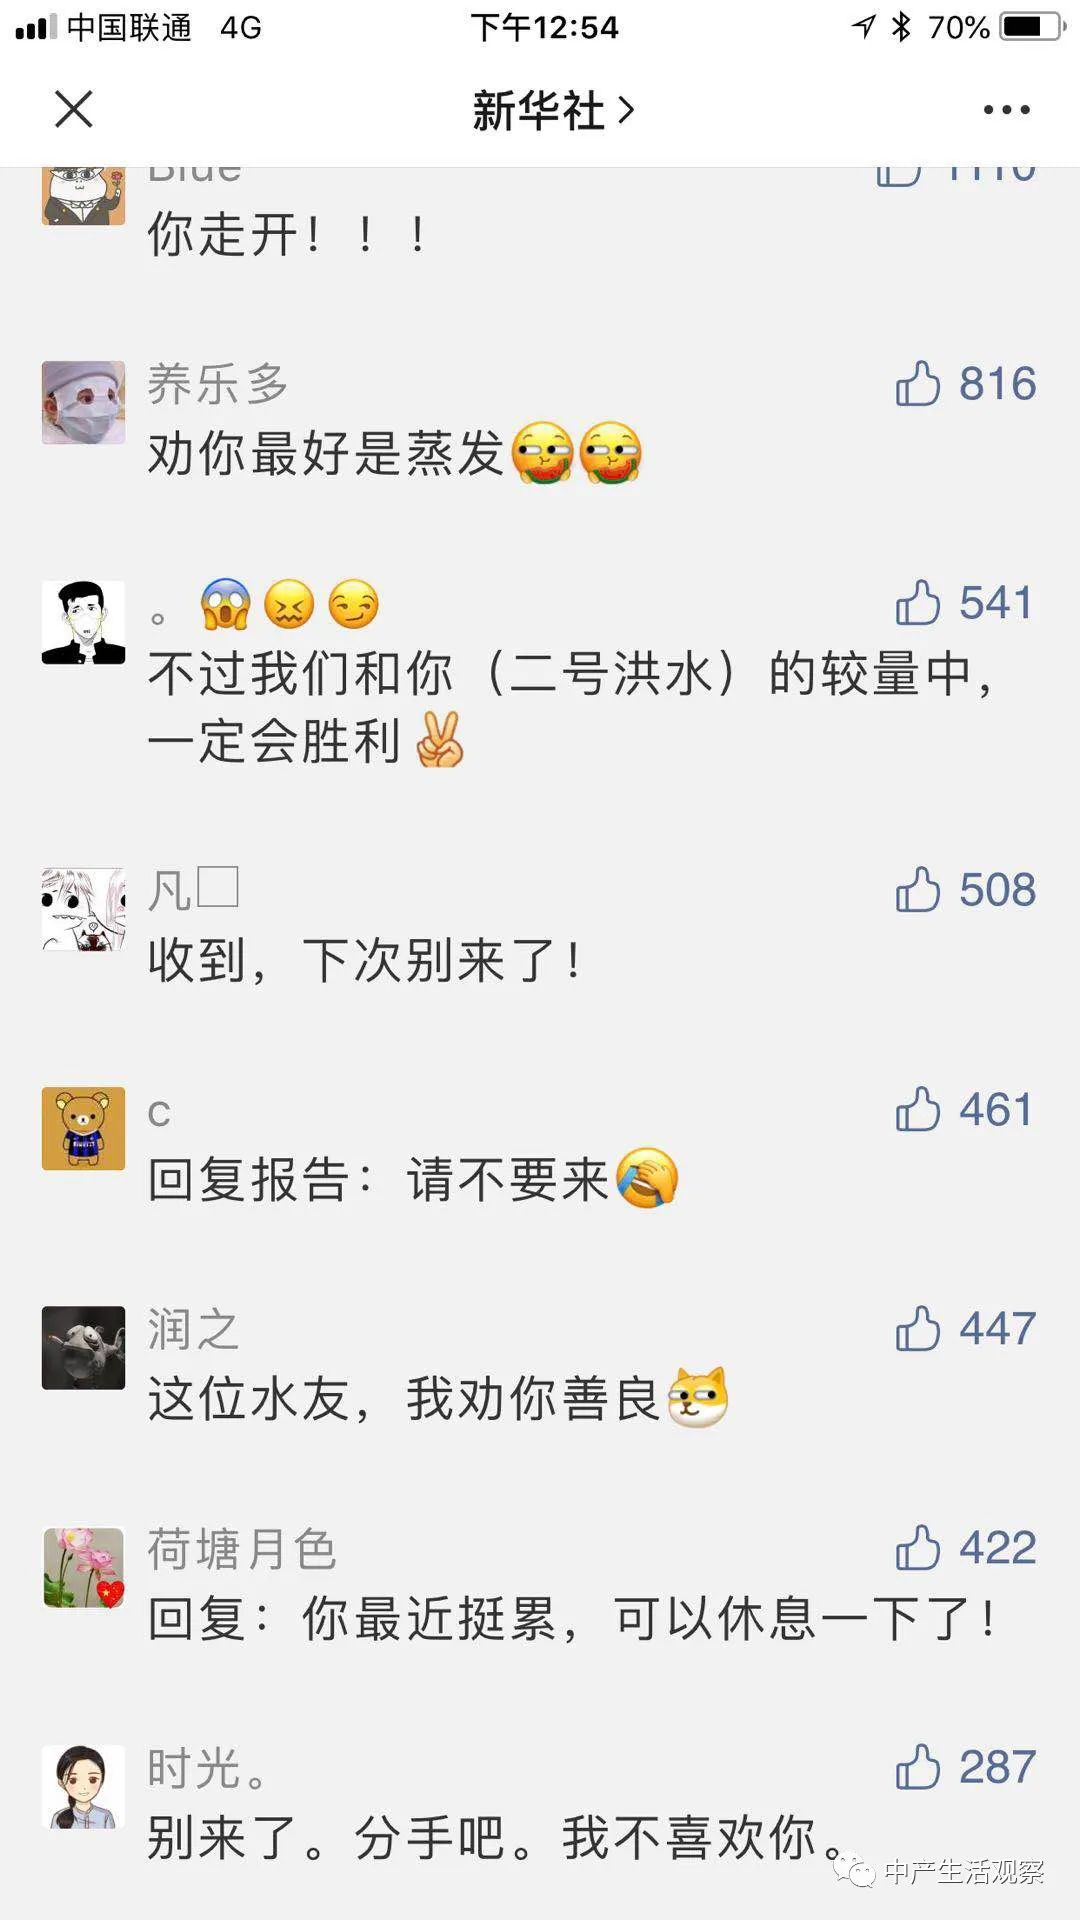 中国联通 4G 下午12:54 70%
新华社
Blue 1110
你走开！！！
养乐多 816
劝你最好是蒸发
。😱😖😏 541
不过我们和你（二号洪水）的较量中，
一定会胜利✌
凡□ 508
收到，下次别来了！
c 461
回复报告：请不要来
润之 447
这位水友，我劝你善良
荷塘月色 422
回复：你最近挺累，可以休息一下了！
时光。 287
别来了。分手吧。我不喜欢你。
中产生活观察